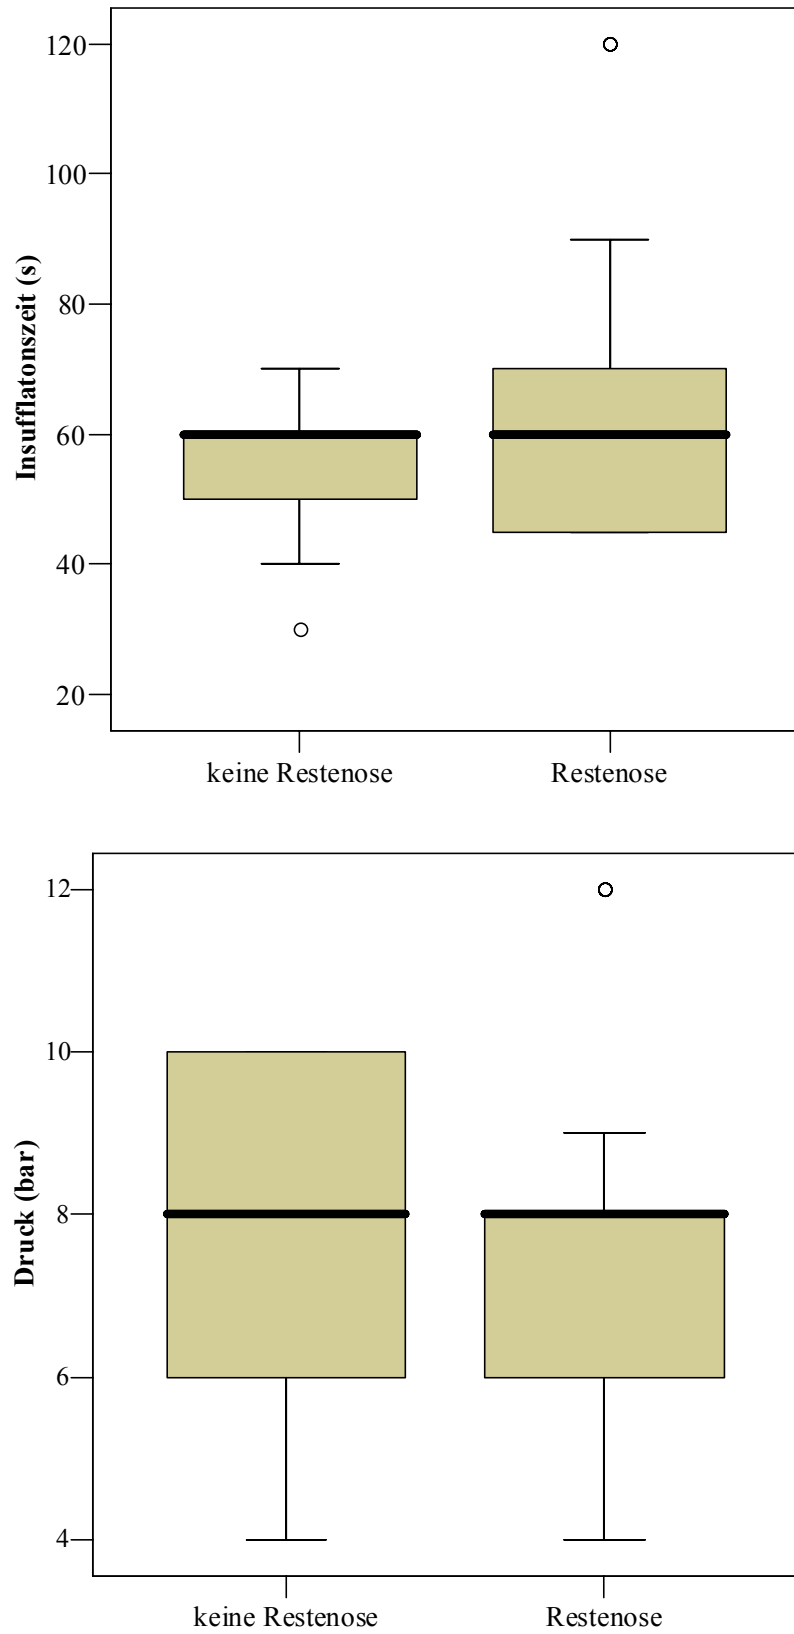 120
100
80
60
40
20
Insufflatonszeit (s)
keine Restenose
Restenose
12
10
8
6
4
Druck (bar)
keine Restenose
Restenose